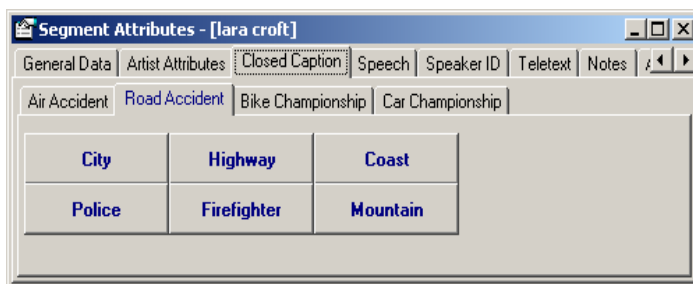 Segment Attributes - [lara croft]
General Data Artist Attributes Closed Caption Speech Speaker ID Teletext Notes
Air Accident Road Accident Bike Championship Car Championship
City Highway Coast
Police Firefighter Mountain